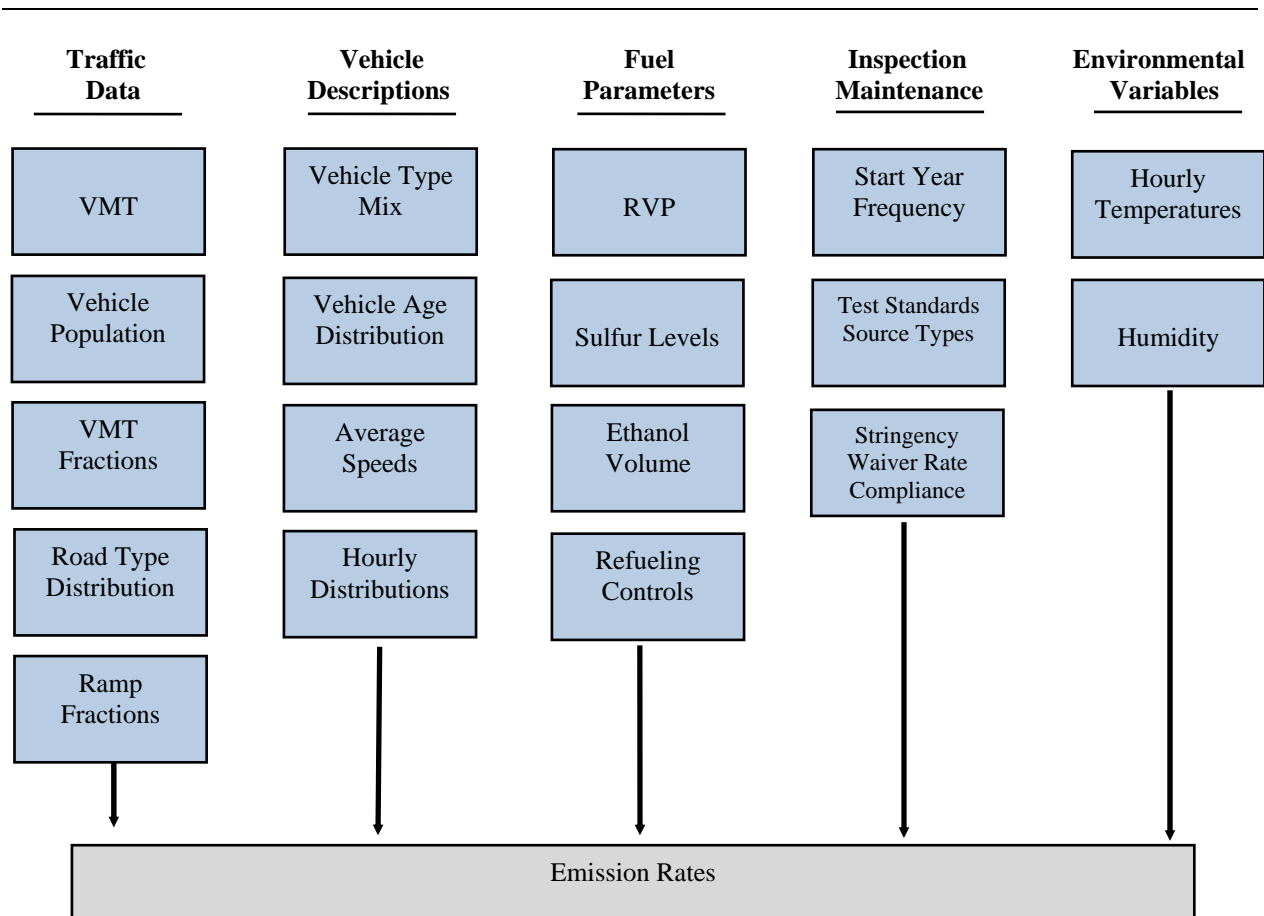 Traffic
Data
Vehicle
Descriptions
Fuel
Parameters
Inspection
Maintenance
Environmental
Variables
VMT
Vehicle
Population
VMT
Fractions
Road Type
Distribution
Ramp
Fractions
Vehicle Type
Mix
Vehicle Age
Distribution
Average
Speeds
Hourly
Distributions
RVP
Sulfur Levels
Ethanol
Volume
Refueling
Controls
Start Year
Frequency
Test Standards
Source Types
Stringency
Waiver Rate
Compliance
Hourly
Temperatures
Humidity
Emission Rates